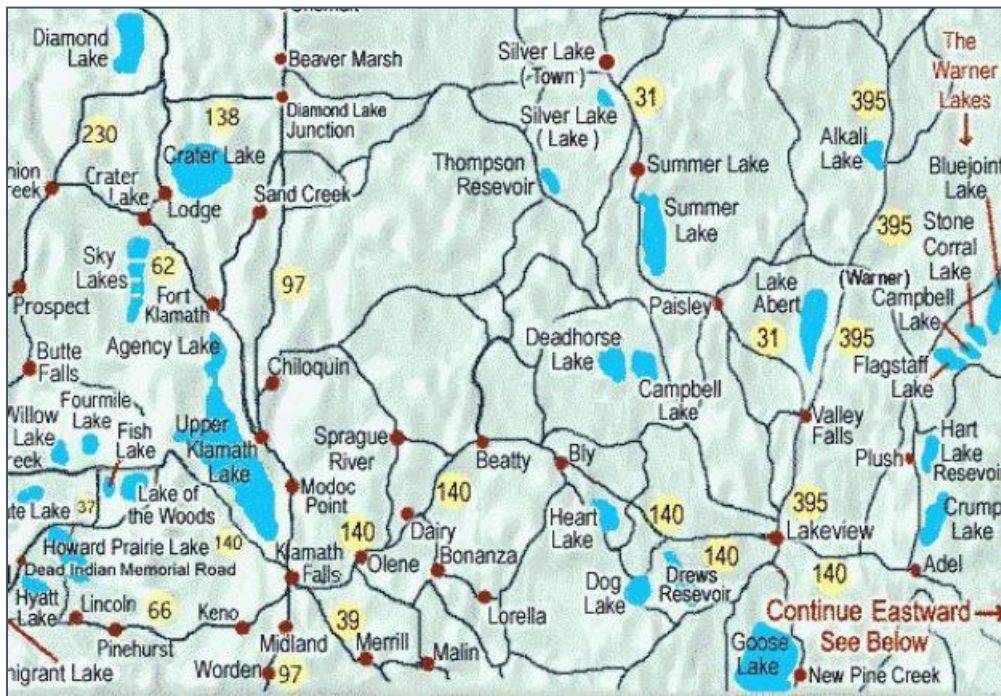 Diamond
Lake
Beaver Marsh
Silver Lake
(Town)
The
Warner
Lakes
230
138
Diamond Lake
Junction
31
395
Silver Lake
(Lake)
Alkali
Lake
Bluejoint
Lake
Crater Lake
Crater
Lake
Lodge
Sand Creek
Thompson
Resevoir
Summer Lake
Summer
Lake
395
Stone
Corral
Lake
Sky
Lakes
62
Fort
Klamath
97
Prospect
Paisley
Lake
Abert
(Warner)
Campbell
Lake
31
395
Flagstaff
Lake
Butte
Falls
Agency Lake
Chiloquin
Deadhorse
Lake
Campbell
Lake
Fourmile
Lake
Willow
Lake
Fish
Lake
Upper
Klamath
Lake
Sprague
River
Beatty
Bly
Valley
Falls
Plush
Hart
Lake
Resevoir
37
Lake of
the Woods
Modoc
Point
140
140
Dairy
Heart
Lake
140
395
Lakeview
Crump
Lake
Howard Prairie Lake
140
Dead Indian Memorial Road
Klamath
Falls
Olene
Bonanza
Drews
Resevoir
140
140
Adel
Hyatt
Lake
Lincoln
66
Pinehurst
Keno
Midland
39
Merrill
Malin
Lorella
Dog
Lake
Continue Eastward
See Below
Worden
97
Goose
Lake
New Pine Creek